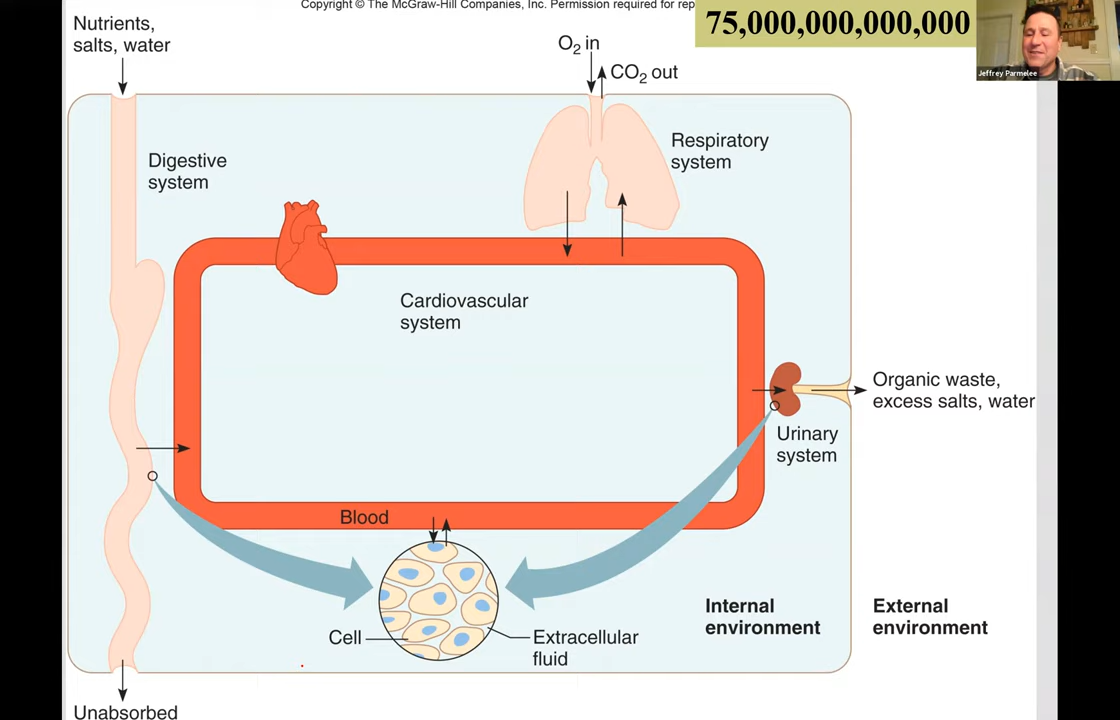 Copyright © The McGraw-Hill Companies, Inc. Permission required for rep
75,000,000,000,000
Jeffrey Parmelee
Nutrients,
salts, water
O₂ in
CO₂ out
Digestive
system
Respiratory
system
Cardiovascular
system
Organic waste,
excess salts, water
Urinary
system
Blood
Internal
environment
External
environment
Cell
Extracellular
fluid
Unabsorbed